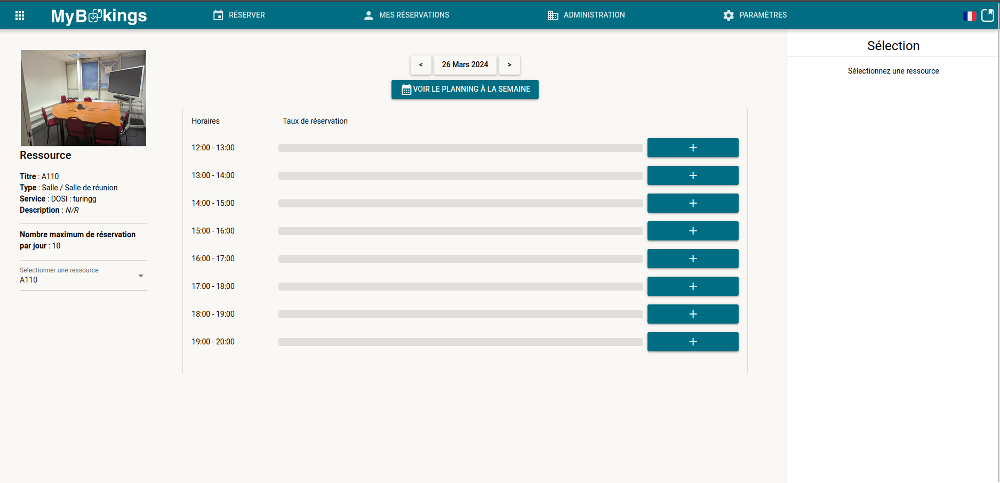 MyBookings
RÉSERVER
MES RÉSERVATIONS
ADMINISTRATION
PARAMÈTRES
Ressource
Titre : A110
Type : Salle / Salle de réunion
Service : DOSI : turingg
Description : N/R
Nombre maximum de réservation
par jour : 10
Selectionner une ressource
A110
< 26 Mars 2024 >
VOIR LE PLANNING À LA SEMAINE
Horaires Taux de réservation
12:00 - 13:00 +
13:00 - 14:00 +
14:00 - 15:00 +
15:00 - 16:00 +
16:00 - 17:00 +
17:00 - 18:00 +
18:00 - 19:00 +
19:00 - 20:00 +
Sélection
Sélectionnez une ressource